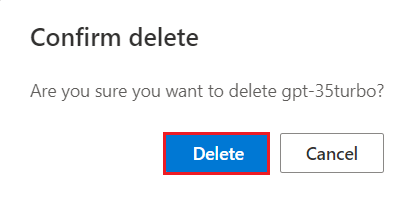 Confirm delete
Are you sure you want to delete gpt-35turbo?
Delete Cancel